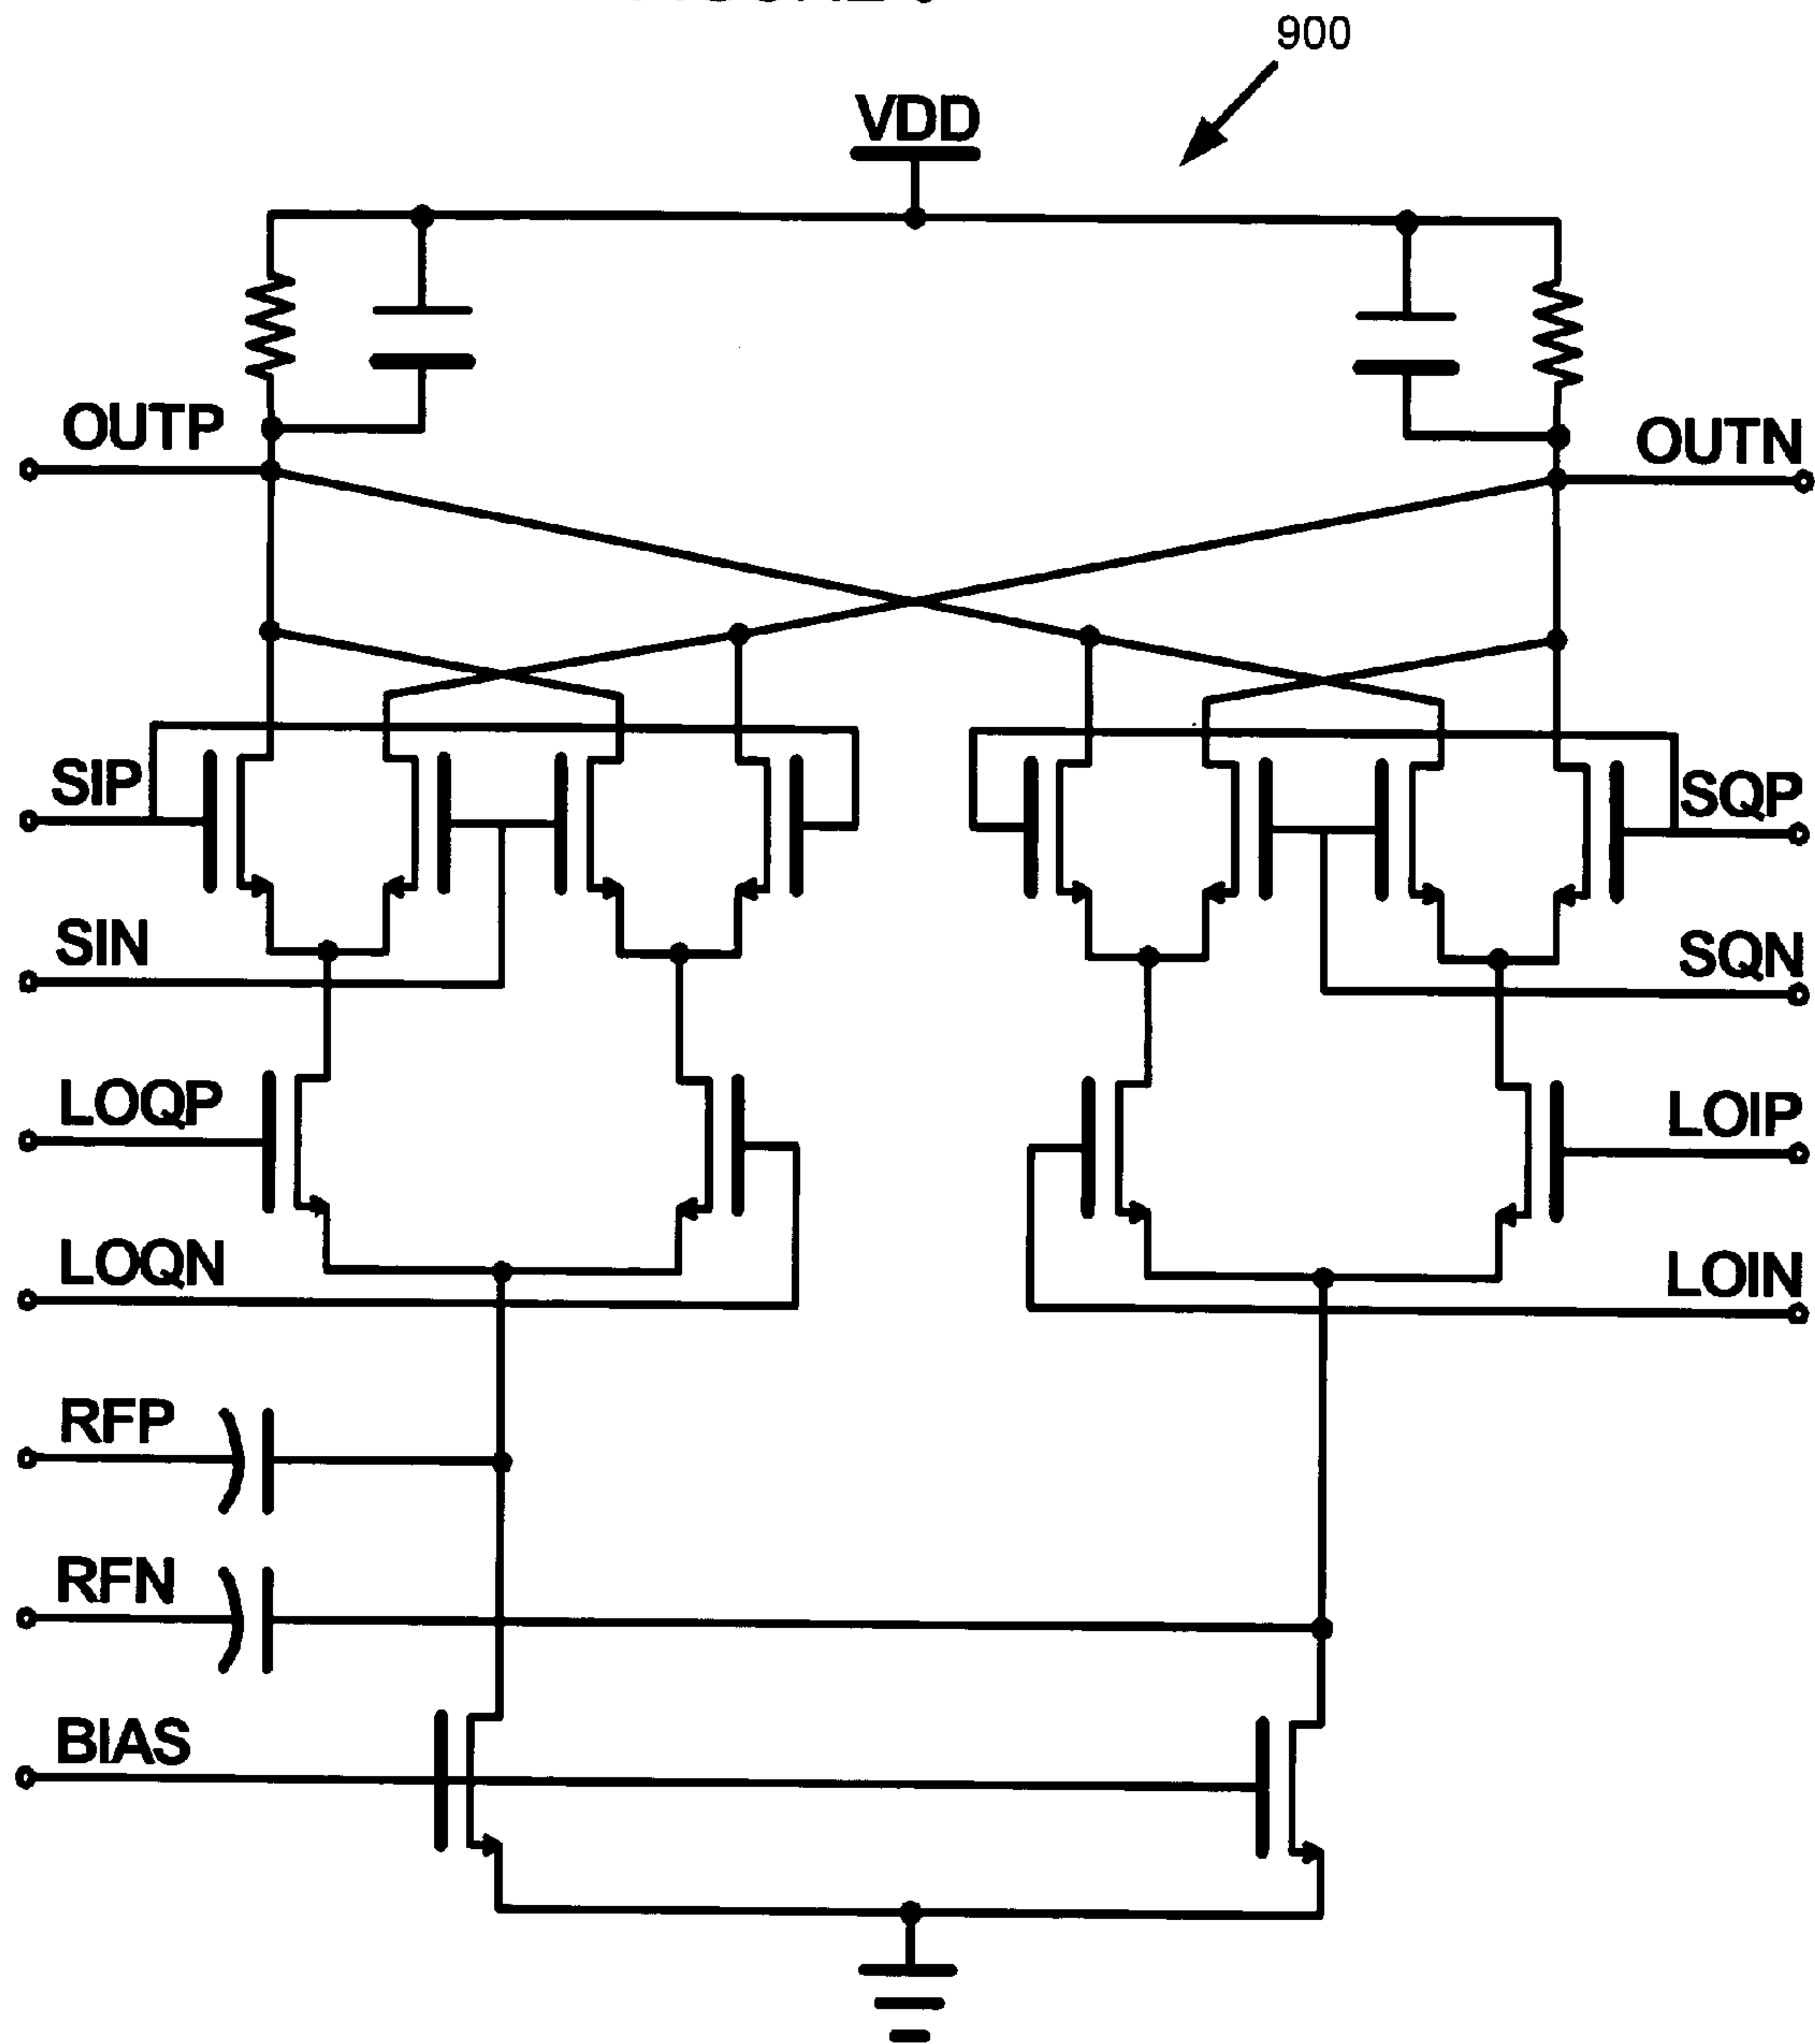 900
VDD
OUTP
OUTN
SIP
SQP
SIN
SQN
LOQP
LOIP
LOQN
LOIN
RFP
RFN
BIAS